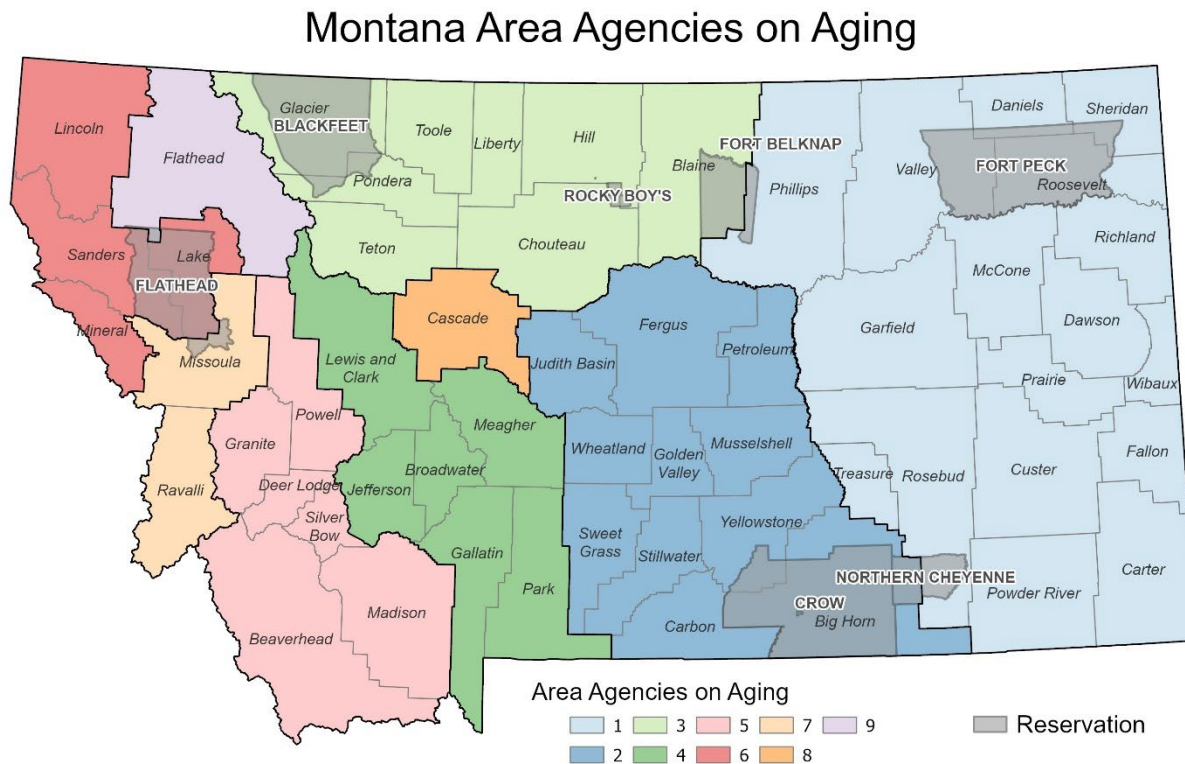 Montana Area Agencies on Aging
Lincoln
Flathead
Glacier
BLACKFEET
Toole
Liberty
Hill
Blaine
FORT BELKNAP
Phillips
Valley
Daniels
Sheridan
FORT PECK
Roosevelt
Pondera
ROCKY BOY'S
Sanders
Lake
FLATHEAD
Teton
Chouteau
Richland
McCone
Mineral
Missoula
Cascade
Fergus
Petroleum
Garfield
Dawson
Lewis and
Clark
Judith Basin
Prairie
Wibaux
Powell
Meagher
Granite
Wheatland
Golden
Valley
Musselshell
Treasure
Rosebud
Custer
Fallon
Ravalli
Deer Lodge
Jefferson
Broadwater
Silver
Bow
Yellowstone
Sweet
Grass
Stillwater
Gallatin
Park
NORTHERN CHEYENNE
Powder River
Carter
Madison
Beaverhead
Carbon
CROW
Big Horn
Area Agencies on Aging
1 3 5 7 9
2 4 6 8
Reservation